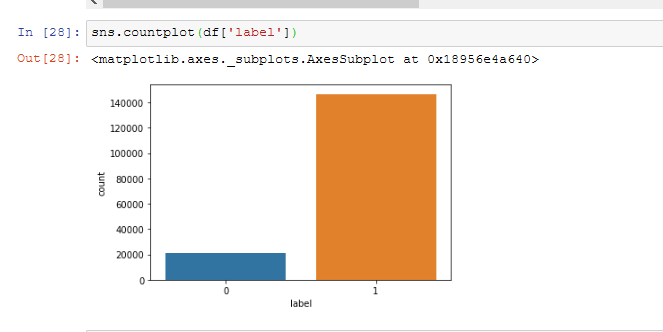 In [28]: sns.countplot(df['label'])
Out[28]: <matplotlib.axes._subplots.AxesSubplot at 0x18956e4a640>
140000
120000
100000
80000
60000
40000
20000
0
count
0 1
label